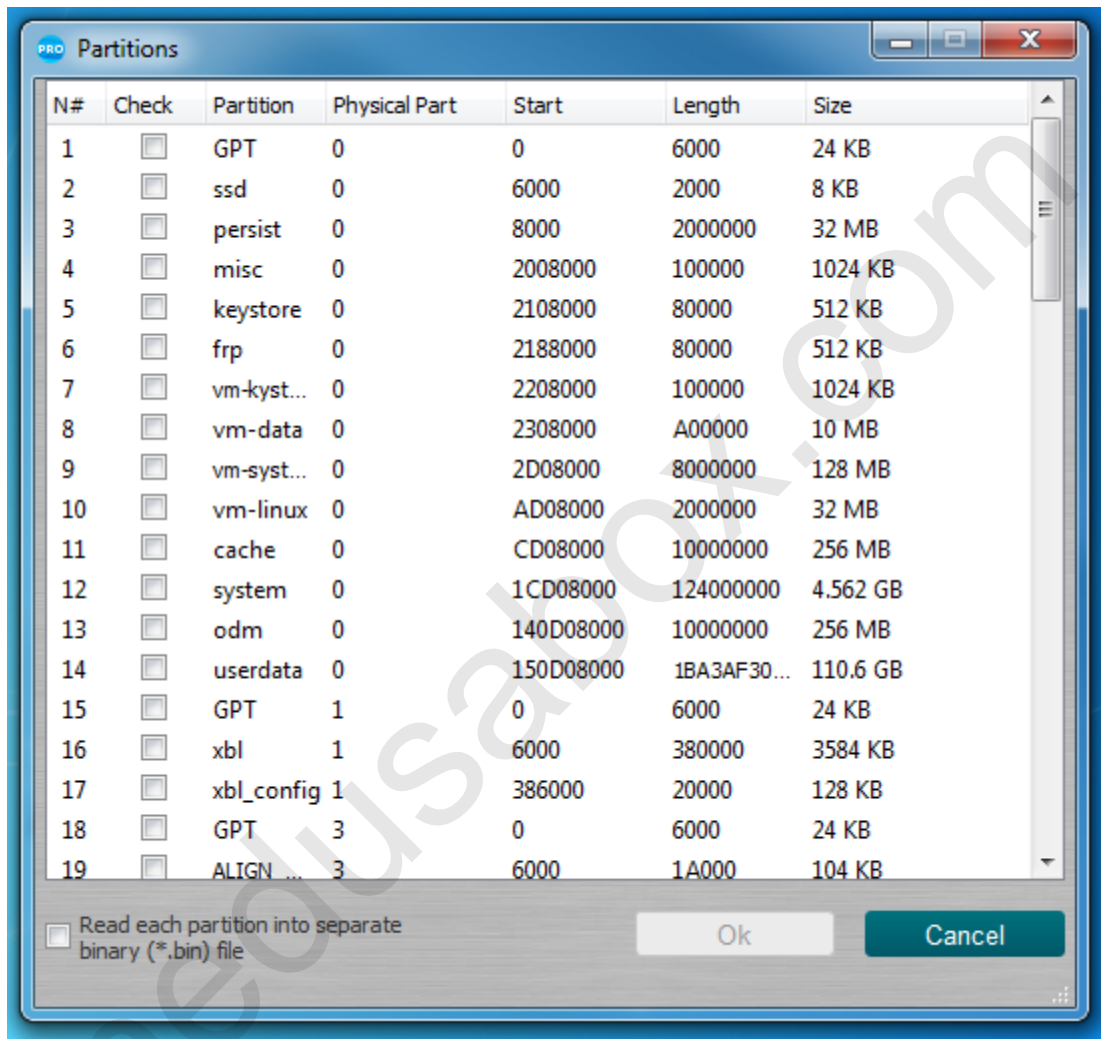 PRO Partitions
N# Check Partition Physical Part Start Length Size
1 GPT 0 0 6000 24 KB
2 ssd 0 6000 2000 8 KB
3 persist 0 8000 2000000 32 MB
4 misc 0 2008000 100000 1024 KB
5 keystore 0 2108000 80000 512 KB
6 frp 0 2188000 80000 512 KB
7 vm-kyst... 0 2208000 100000 1024 KB
8 vm-data 0 2308000 A00000 10 MB
9 vm-syst... 0 2D08000 8000000 128 MB
10 vm-linux 0 AD08000 2000000 32 MB
11 cache 0 CD08000 10000000 256 MB
12 system 0 1CD08000 124000000 4.562 GB
13 odm 0 140D08000 10000000 256 MB
14 userdata 0 150D08000 1BA3AF30... 110.6 GB
15 GPT 1 0 6000 24 KB
16 xbl 1 6000 380000 3584 KB
17 xbl_config 1 386000 20000 128 KB
18 GPT 3 0 6000 24 KB
19 ALIGN_... 3 6000 1A000 104 KB
Read each partition into separate
binary (*.bin) file
Ok Cancel
medusabox.com